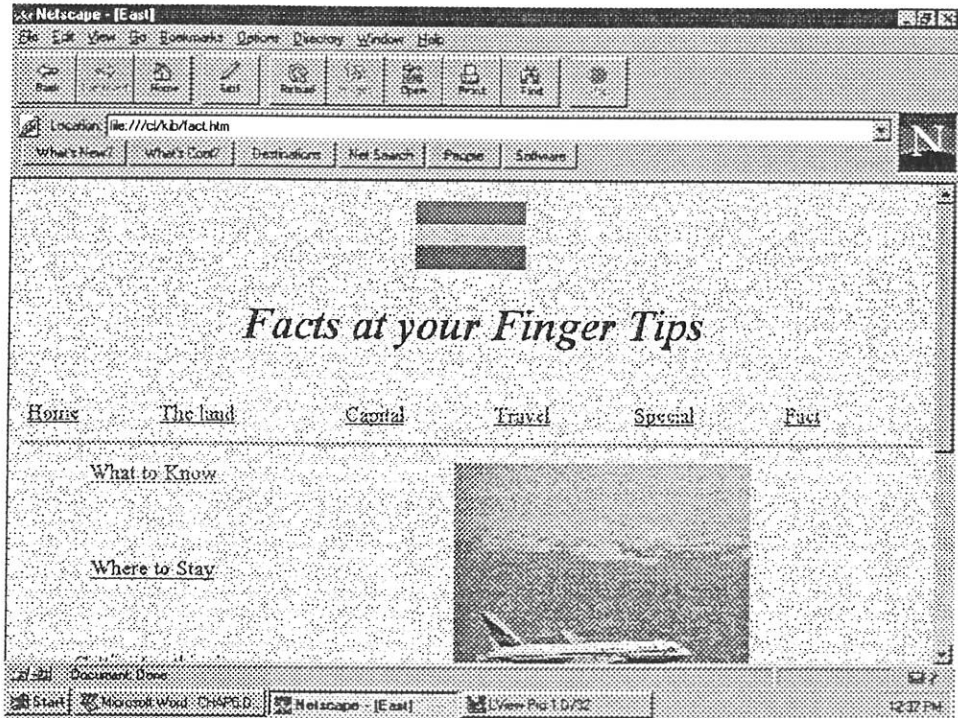 Netscape - [East]
File Edit View Go Bookmarks Options Directory Window Help
Back Home Edit Reload Open Print Find
Location: file:///c|/kib/fact.htm
What's New? What's Cool? Destinations Net Search People Software
N
Facts at your Finger Tips
Home The land Capital Travel Special Fact
What to Know
Where to Stay
Document: Done
Start Microsoft Word - Netscape - [East] LView Pro 1.D/32 12:37 PM